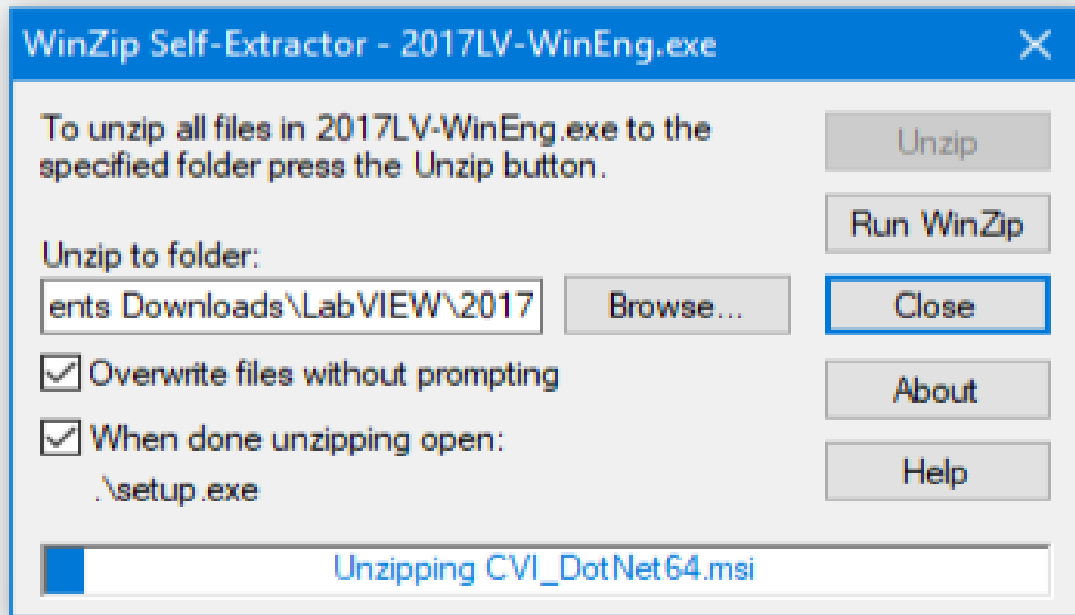 WinZip Self-Extractor - 2017LV-WinEng.exe
To unzip all files in 2017LV-WinEng.exe to the
specified folder press the Unzip button.
Unzip
Run WinZip
Unzip to folder:
ents Downloads\LabVIEW\2017
Browse...
Close
Overwrite files without prompting
About
When done unzipping open:
.\setup.exe
Help
Unzipping CVI_DotNet64.msi